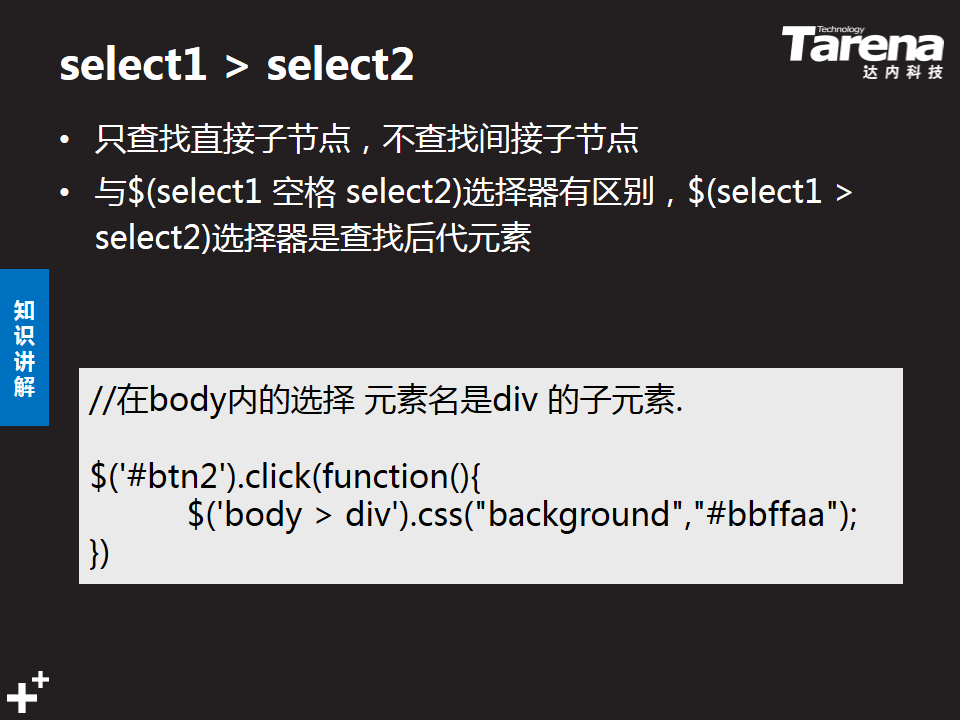 select1 > select2
Technology
Tarena
达内科技
• 只查找直接子节点，不查找间接子节点
• 与$(select1 空格 select2)选择器有区别，$(select1 >
select2)选择器是查找后代元素
知识讲解
//在body内的选择 元素名是div 的子元素.
$('#btn2').click(function(){
$('body > div').css("background","#bbffaa");
})